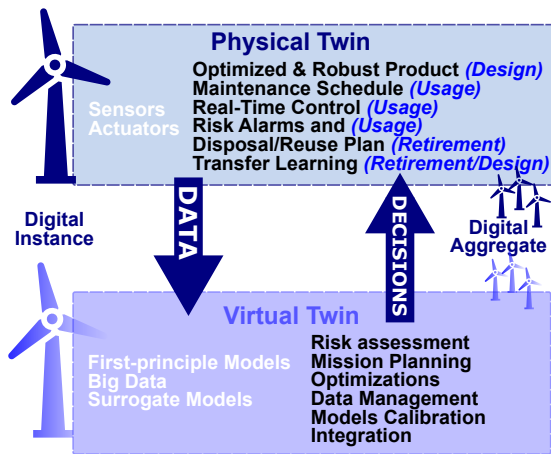 Physical Twin
Optimized & Robust Product (Design)
Maintenance Schedule (Usage)
Sensors
Real-Time Control (Usage)
Actuators
Risk Alarms and (Usage)
Disposal/Reuse Plan (Retirement)
Transfer Learning (Retirement/Design)
DATA
DECISIONS
Digital
Instance
Digital
Aggregate
Virtual Twin
First-principle Models
Big Data
Surrogate Models
Risk assessment
Mission Planning
Optimizations
Data Management
Models Calibration
Integration